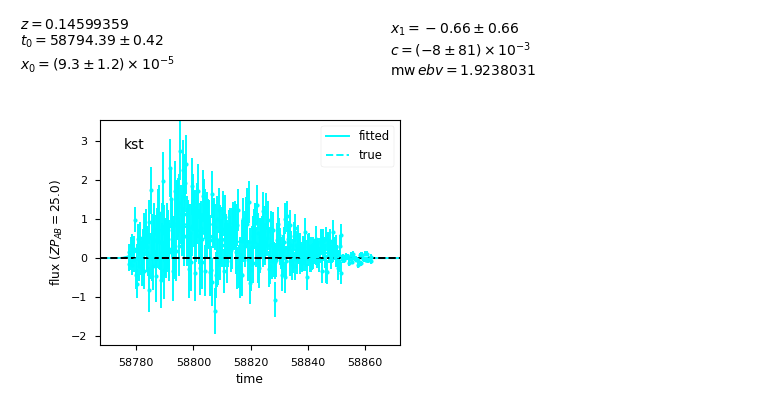 z = 0.14599359
t₀ = 58794.39 ± 0.42
x₀ = (9.3 ± 1.2) × 10⁻⁵
x₁ = −0.66 ± 0.66
c = (−8 ± 81) × 10⁻³
mw ebv = 1.9238031
kst
fitted
true
flux (ZP_AB = 25.0)
3
2
1
0
−1
−2
58780 58800 58820 58840 58860
time